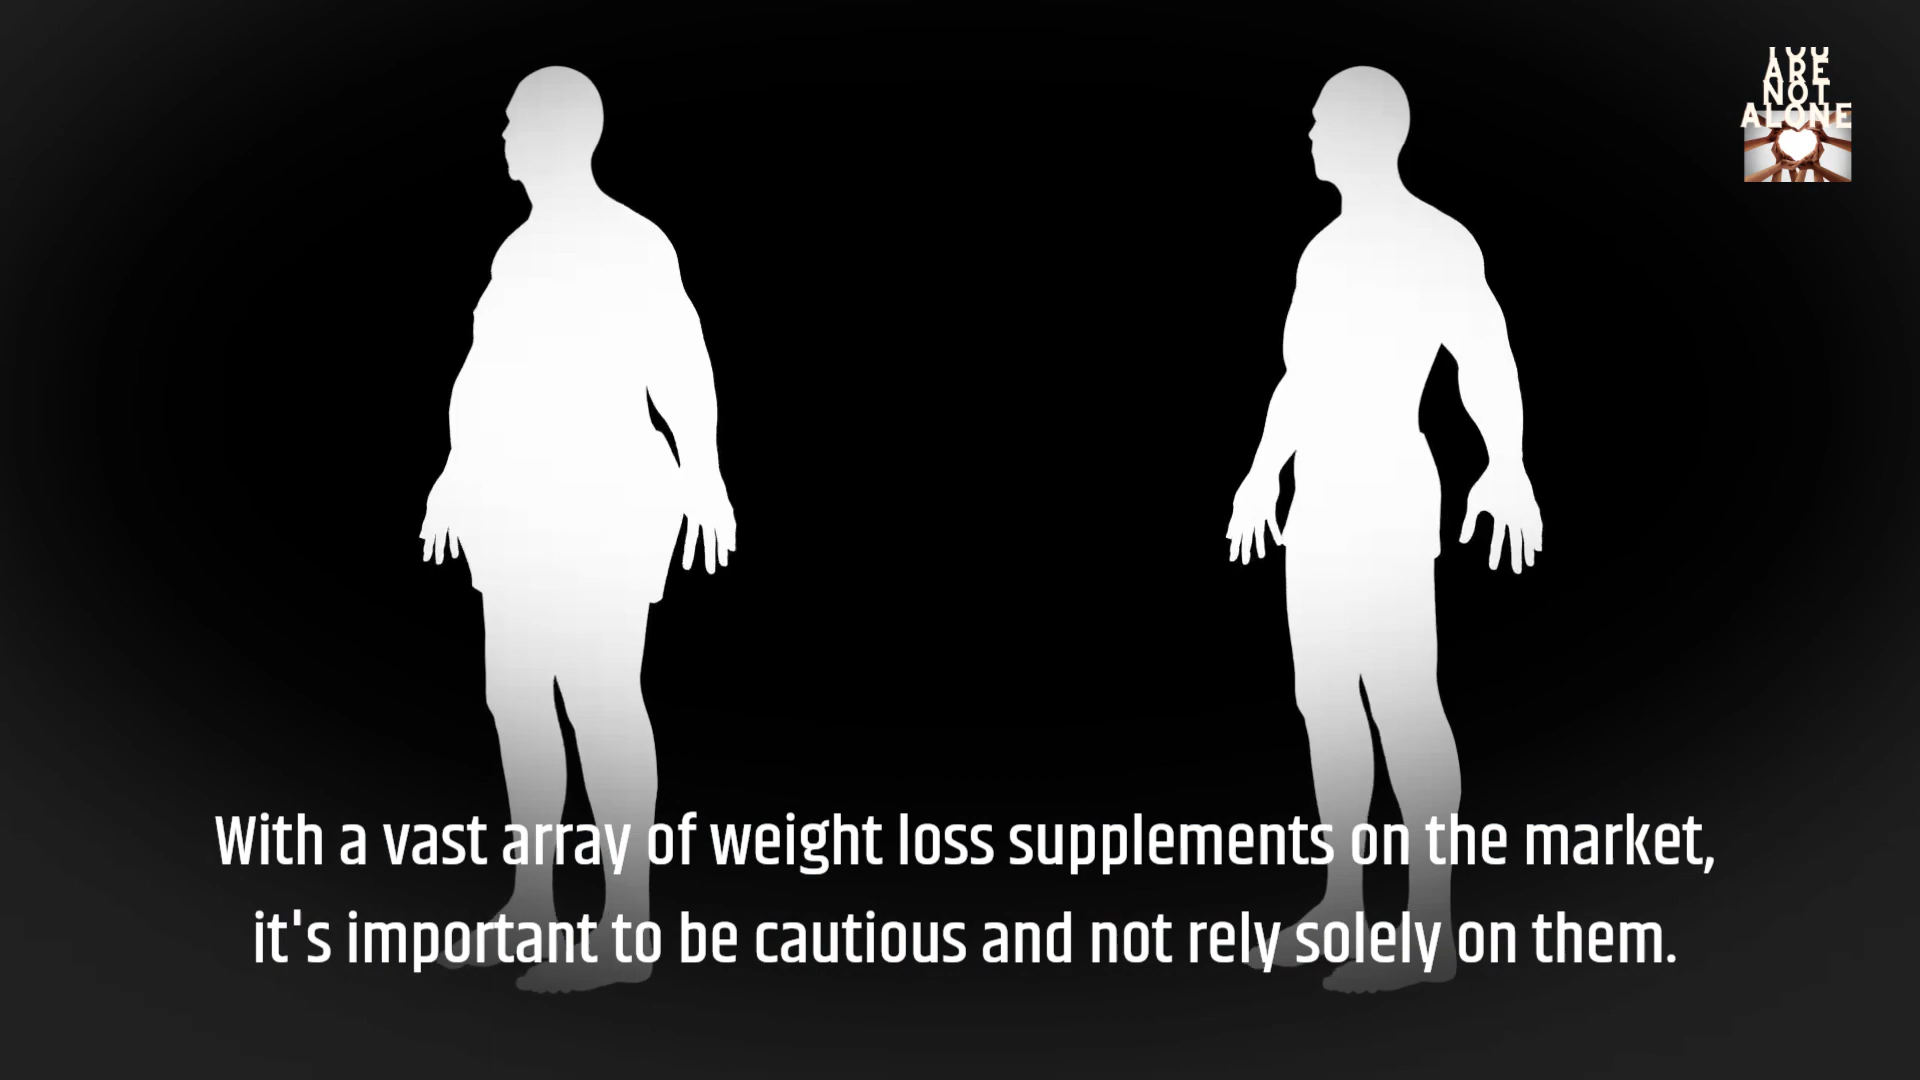 YOU
ARE
NOT
ALONE
With a vast array of weight loss supplements on the market,
it's important to be cautious and not rely solely on them.